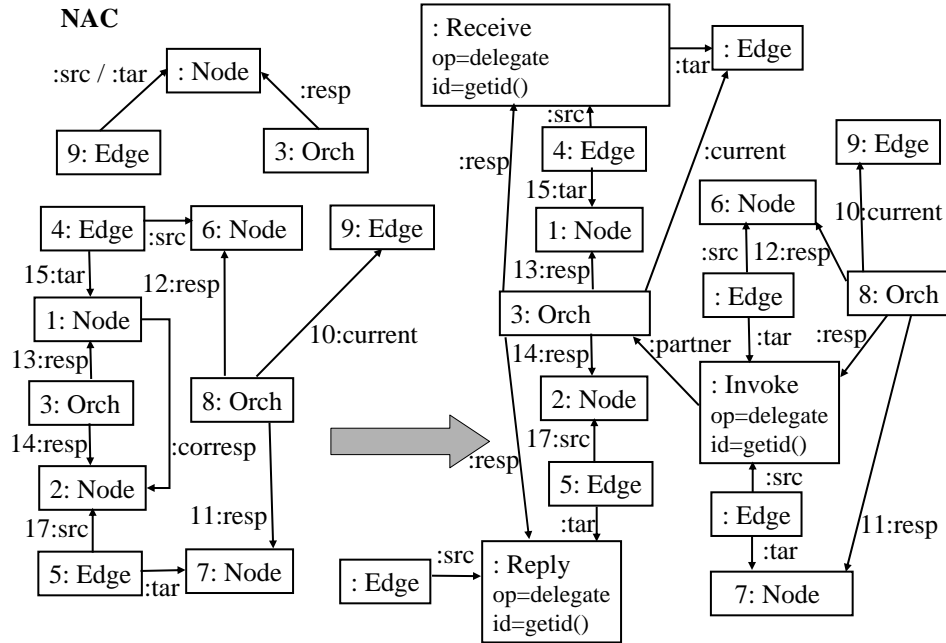 NAC
: Node
:src / :tar
:resp
9: Edge
3: Orch
4: Edge
:src
6: Node
9: Edge
15:tar
12:resp
1: Node
10:current
13:resp
3: Orch
8: Orch
14:resp
:corresp
2: Node
17:src
11:resp
5: Edge
:tar
7: Node
: Receive
op=delegate
id=getid()
:tar
: Edge
:src
:resp
4: Edge
:current
15:tar
1: Node
13:resp
3: Orch
14:resp
:partner
2: Node
17:src
:resp
5: Edge
:tar
:src
: Edge
: Reply
op=delegate
id=getid()
9: Edge
6: Node
10:current
:src
12:resp
: Edge
8: Orch
:tar
:resp
: Invoke
op=delegate
id=getid()
:src
: Edge
11:resp
:tar
7: Node